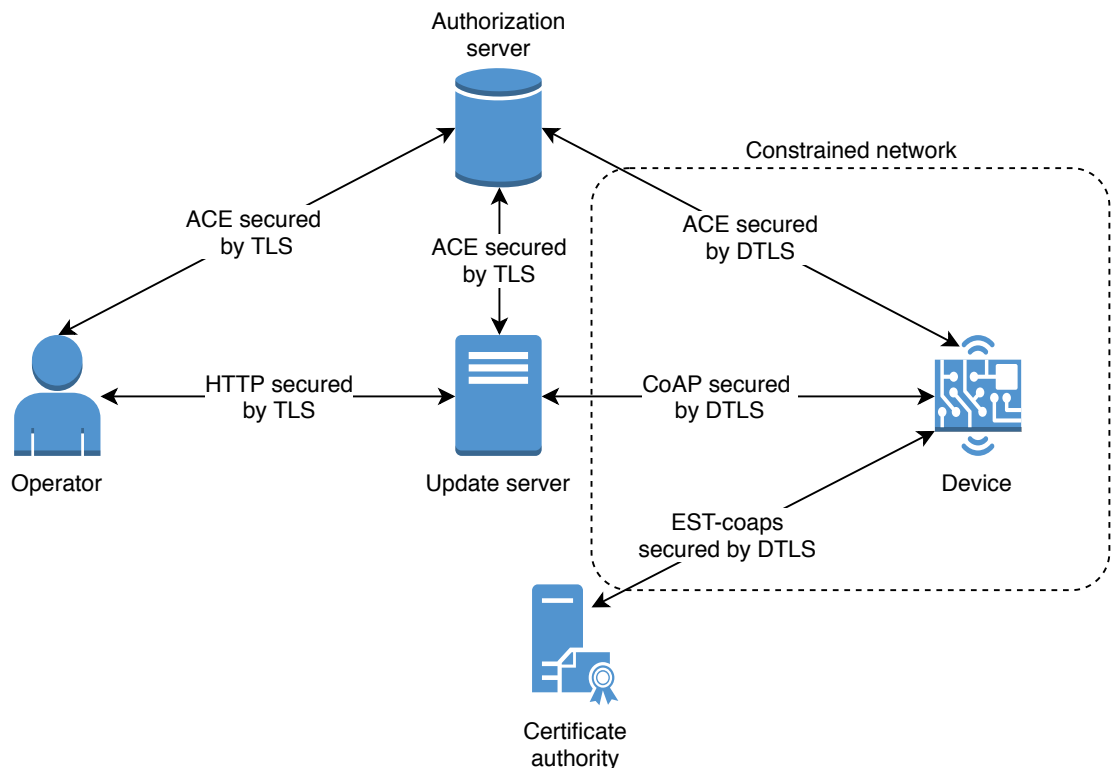 Authorization
server
Constrained network
ACE secured
by TLS
ACE secured
by TLS
ACE secured
by DTLS
HTTP secured
by TLS
CoAP secured
by DTLS
Operator
Update server
Device
EST-coaps
secured by DTLS
Certificate
authority